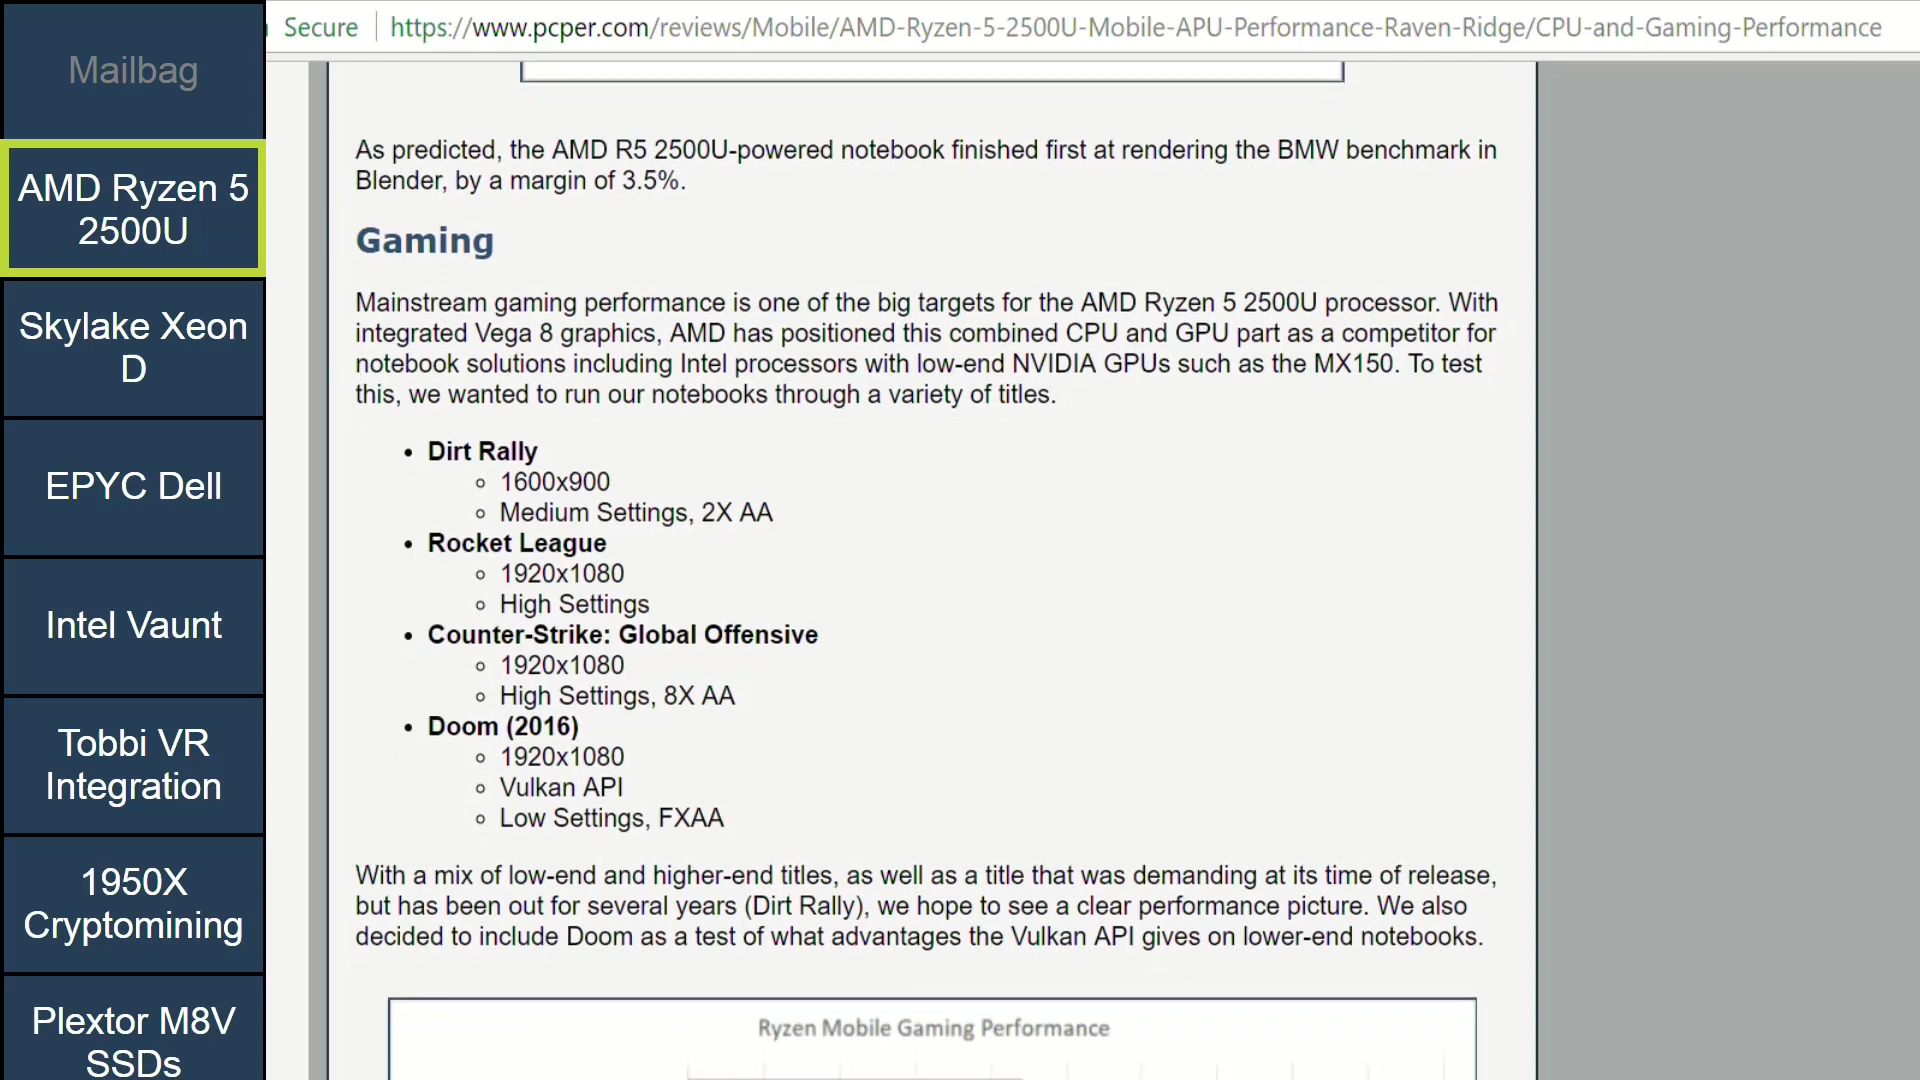 Mailbag
AMD Ryzen 5
2500U
Skylake Xeon
D
EPYC Dell
Intel Vaunt
Tobbi VR
Integration
1950X
Cryptomining
Plextor M8V
SSDs
Secure
https://www.pcper.com/reviews/Mobile/AMD-Ryzen-5-2500U-Mobile-APU-Performance-Raven-Ridge/CPU-and-Gaming-Performance
As predicted, the AMD R5 2500U-powered notebook finished first at rendering the BMW benchmark in
Blender, by a margin of 3.5%.
Gaming
Mainstream gaming performance is one of the big targets for the AMD Ryzen 5 2500U processor. With
integrated Vega 8 graphics, AMD has positioned this combined CPU and GPU part as a competitor for
notebook solutions including Intel processors with low-end NVIDIA GPUs such as the MX150. To test
this, we wanted to run our notebooks through a variety of titles.
• Dirt Rally
◦ 1600x900
◦ Medium Settings, 2X AA
• Rocket League
◦ 1920x1080
◦ High Settings
• Counter-Strike: Global Offensive
◦ 1920x1080
◦ High Settings, 8X AA
• Doom (2016)
◦ 1920x1080
◦ Vulkan API
◦ Low Settings, FXAA
With a mix of low-end and higher-end titles, as well as a title that was demanding at its time of release,
but has been out for several years (Dirt Rally), we hope to see a clear performance picture. We also
decided to include Doom as a test of what advantages the Vulkan API gives on lower-end notebooks.
Ryzen Mobile Gaming Performance